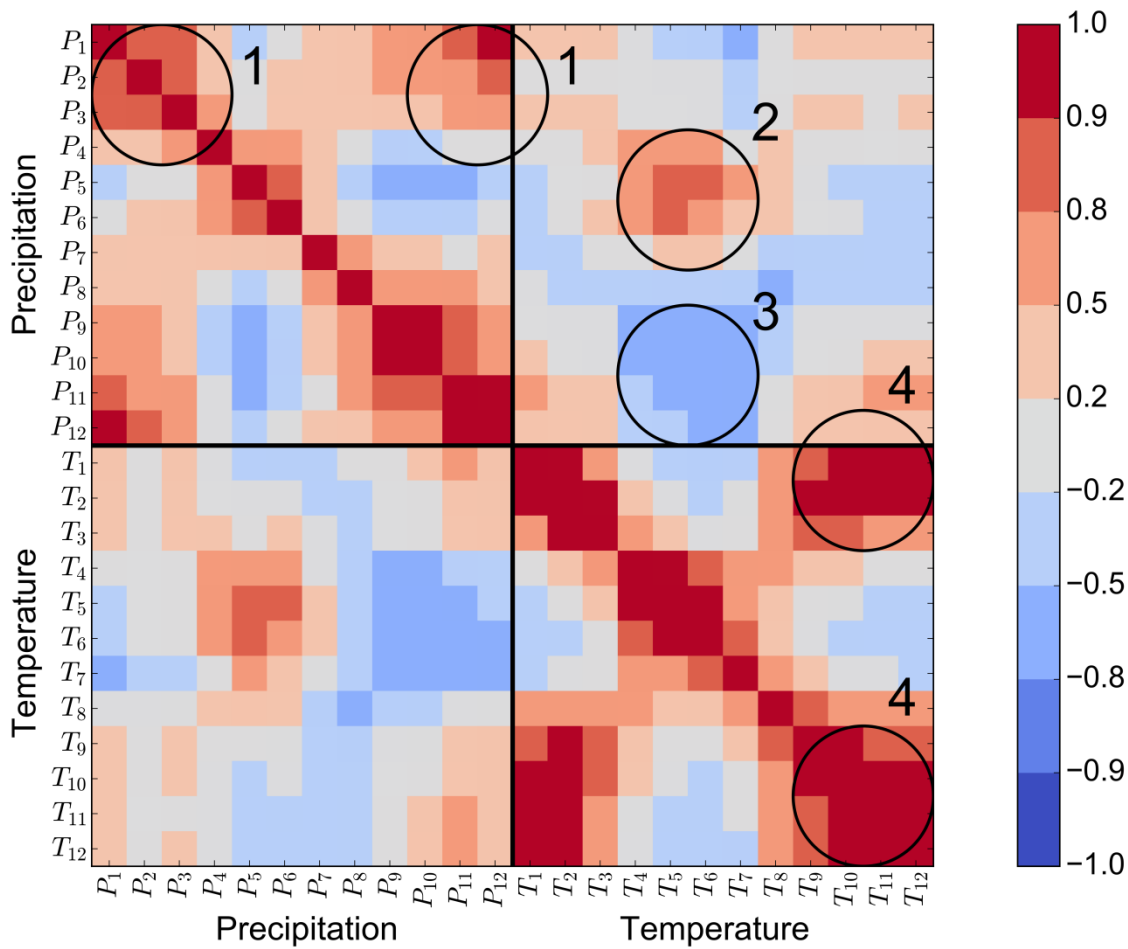 P₁
P₂
P₃
P₄
P₅
P₆
P₇
P₈
P₉
P₁₀
P₁₁
P₁₂
T₁
T₂
T₃
T₄
T₅
T₆
T₇
T₈
T₉
T₁₀
T₁₁
T₁₂
Precipitation
Temperature
1
1
2
3
4
4
P₁ P₂ P₃ P₄ P₅ P₆ P₇ P₈ P₉ P₁₀ P₁₁ P₁₂ T₁ T₂ T₃ T₄ T₅ T₆ T₇ T₈ T₉ T₁₀ T₁₁ T₁₂
Precipitation Temperature
1.0
0.9
0.8
0.5
0.2
−0.2
−0.5
−0.8
−0.9
−1.0